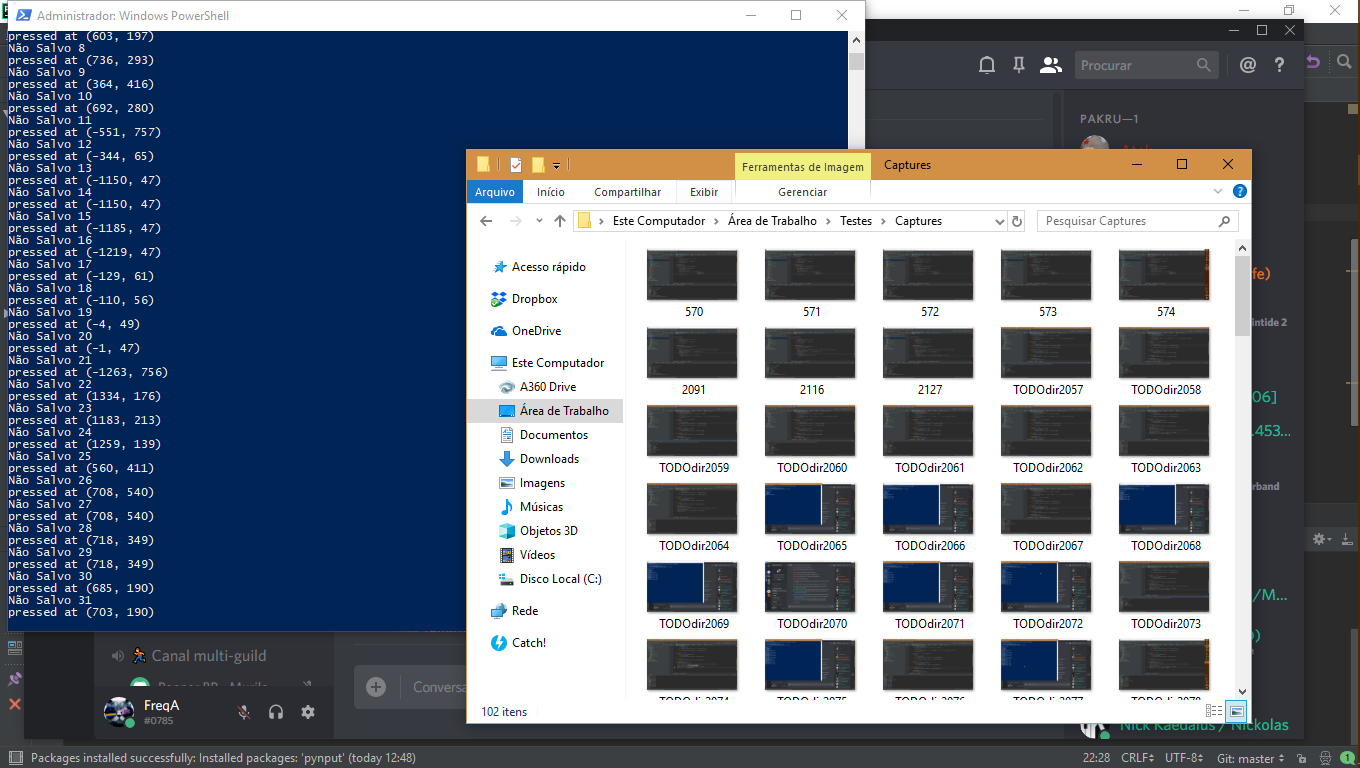 Administrador: Windows PowerShell
pressed at (603, 197)
Não Salvo 8
pressed at (736, 293)
Não Salvo 9
pressed at (364, 416)
Não Salvo 10
pressed at (692, 280)
Não Salvo 11
pressed at (-551, 757)
Não Salvo 12
pressed at (-344, 65)
Não Salvo 13
pressed at (-1150, 47)
Não Salvo 14
pressed at (-1150, 47)
Não Salvo 15
pressed at (-1185, 47)
Não Salvo 16
pressed at (-1219, 47)
Não Salvo 17
pressed at (-129, 61)
Não Salvo 18
pressed at (-110, 56)
Não Salvo 19
pressed at (-4, 49)
Não Salvo 20
pressed at (-1, 47)
Não Salvo 21
pressed at (-1263, 756)
Não Salvo 22
pressed at (1334, 176)
Não Salvo 23
pressed at (1183, 213)
Não Salvo 24
pressed at (1259, 139)
Não Salvo 25
pressed at (560, 411)
Não Salvo 26
pressed at (708, 540)
Não Salvo 27
pressed at (708, 540)
Não Salvo 28
pressed at (718, 349)
Não Salvo 29
pressed at (718, 349)
Não Salvo 30
pressed at (685, 190)
Não Salvo 31
pressed at (703, 190)
Procurar
@ ?
PAKRU—1
Ferramentas de Imagem Captures
Arquivo Início Compartilhar Exibir Gerenciar
Este Computador Área de Trabalho Testes Captures
Pesquisar Captures
Acesso rápido
Dropbox
OneDrive
Este Computador
A360 Drive
Área de Trabalho
Documentos
Downloads
Imagens
Músicas
Objetos 3D
Vídeos
Disco Local (C:)
Rede
Catch!
570 571 572 573 574
2091 2116 2127 TODOdir2057 TODOdir2058
TODOdir2059 TODOdir2060 TODOdir2061 TODOdir2062 TODOdir2063
TODOdir2064 TODOdir2065 TODOdir2066 TODOdir2067 TODOdir2068
TODOdir2069 TODOdir2070 TODOdir2071 TODOdir2072 TODOdir2073
TODOdir2074 TODOdir2075 TODOdir2076 TODOdir2077 TODOdir2078
102 itens
fe)
intide 2
06]
453...
rband
/M...
Nick Kaedalus / Nickolas
Canal multi-guild
Conversa
FreqA
#0785
Packages installed successfully: Installed packages: 'pynput' (today 12:48)
22:28 CRLF UTF-8 Git: master 1